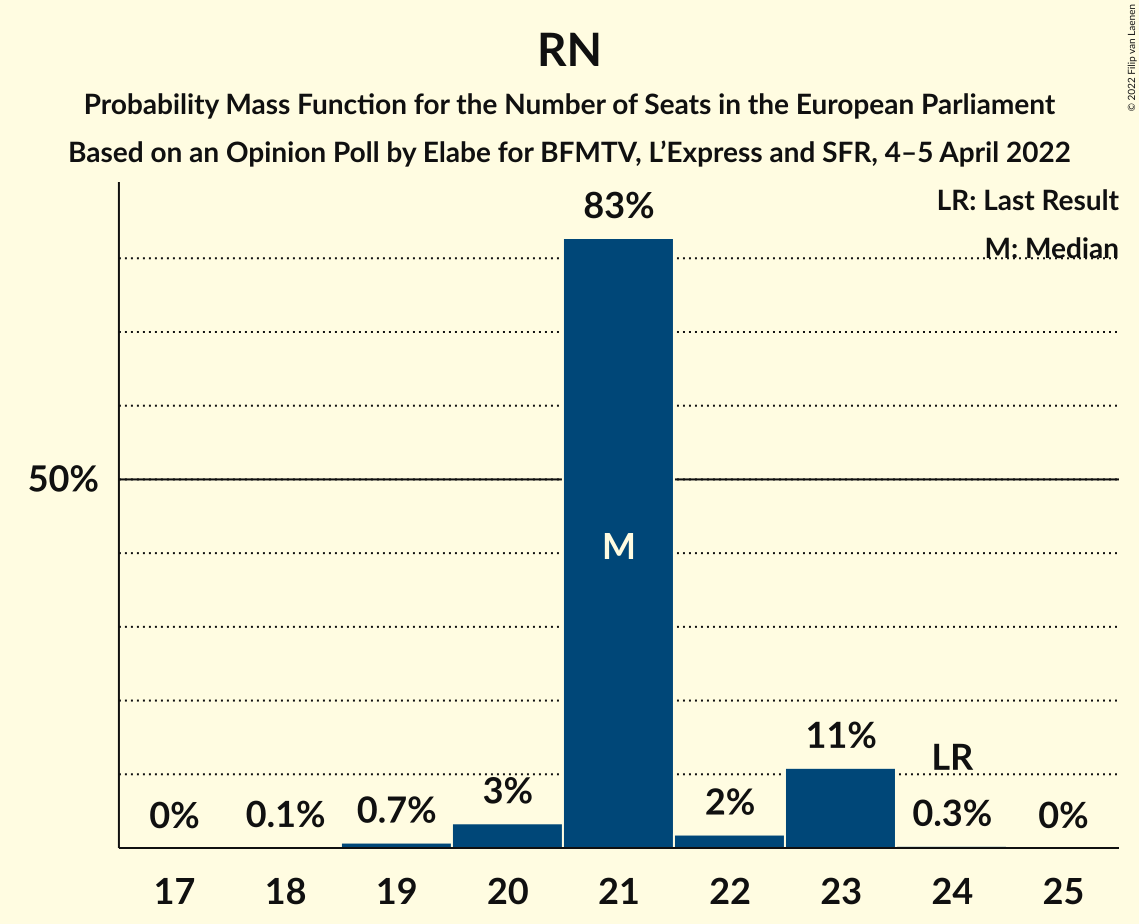 RN
Probability Mass Function for the Number of Seats in the European Parliament
Based on an Opinion Poll by Elabe for BFMTV, L’Express and SFR, 4–5 April 2022
© 2022 Filip van Laenen
LR: Last Result
M: Median
83%
50%
M
11%
LR
0%
0.1%
0.7%
3%
2%
0.3%
0%
17 18 19 20 21 22 23 24 25